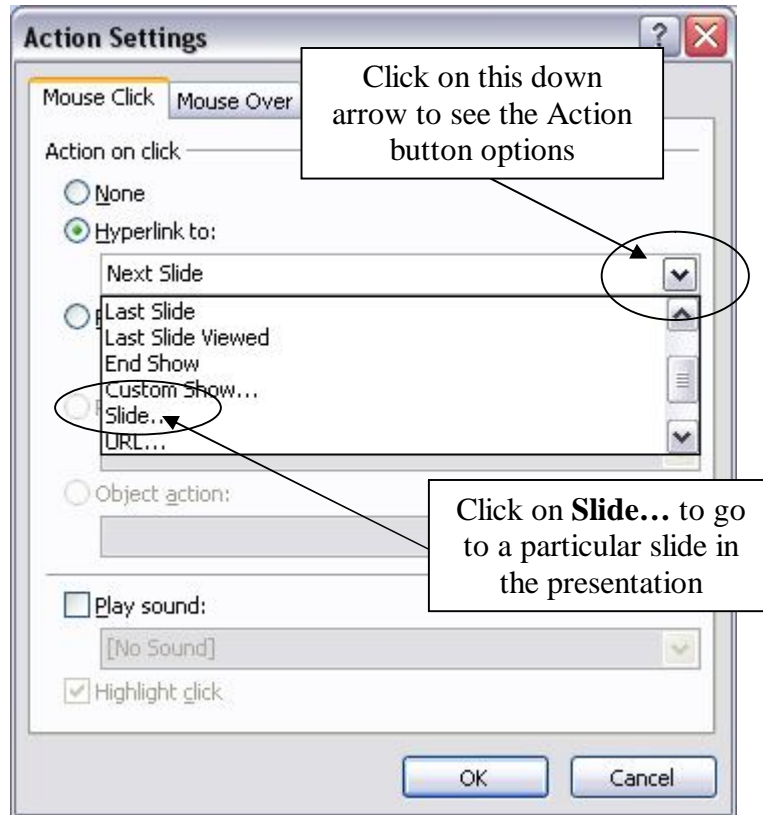 Action Settings
Click on this down
arrow to see the Action
button options
Mouse Click
Mouse Over
Action on click
None
Hyperlink to:
Next Slide
Last Slide
Last Slide Viewed
End Show
Custom Show...
Slide...
URL...
Object action:
Click on Slide… to go
to a particular slide in
the presentation
Play sound:
[No Sound]
Highlight click
OK
Cancel